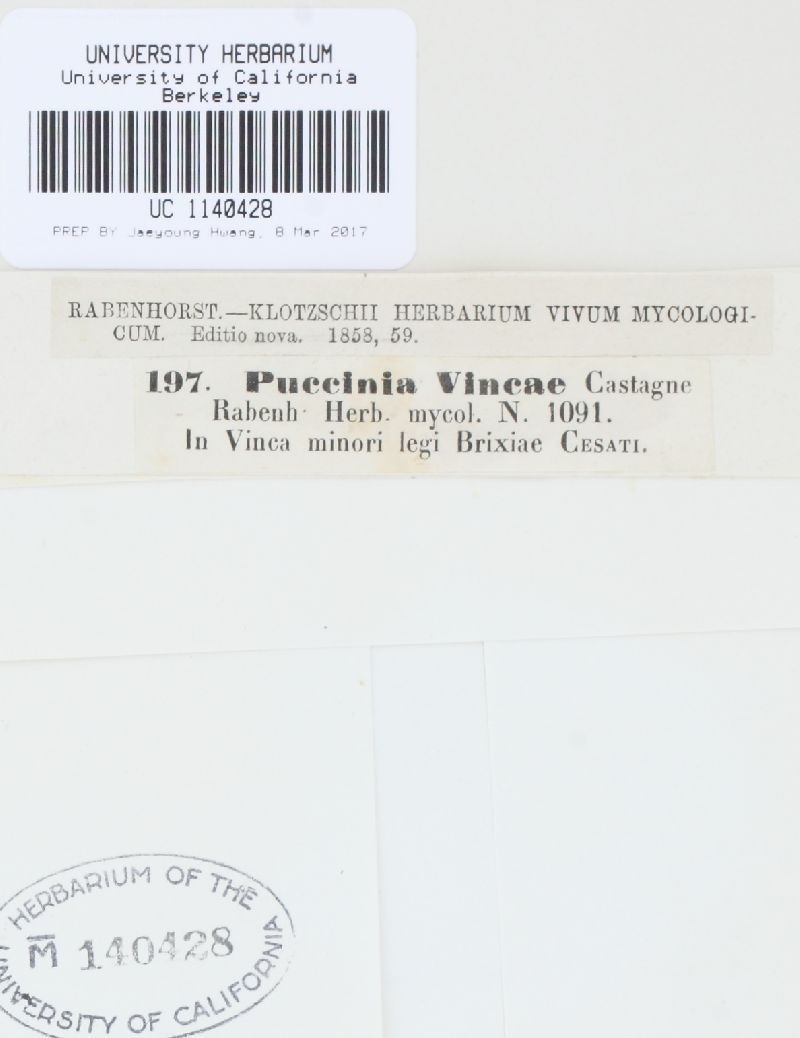 UNIVERSITY HERBARIUM
University of California
Berkeley
UC 1140428
PREP BY Jaeyoung Hwang, 8 Mar 2017
RABENHORST.—KLOTZSCHII HERBARIUM VIVUM MYCOLOGI-
CUM. Editio nova. 1858, 59.
197. Puccinia Vincae Castagne
Rabenh· Herb. mycol. N. 1091.
In Vinca minori legi Brixiae CESATI.
HERBARIUM OF THE
M̅ 140428
UNIVERSITY OF CALIFORNIA